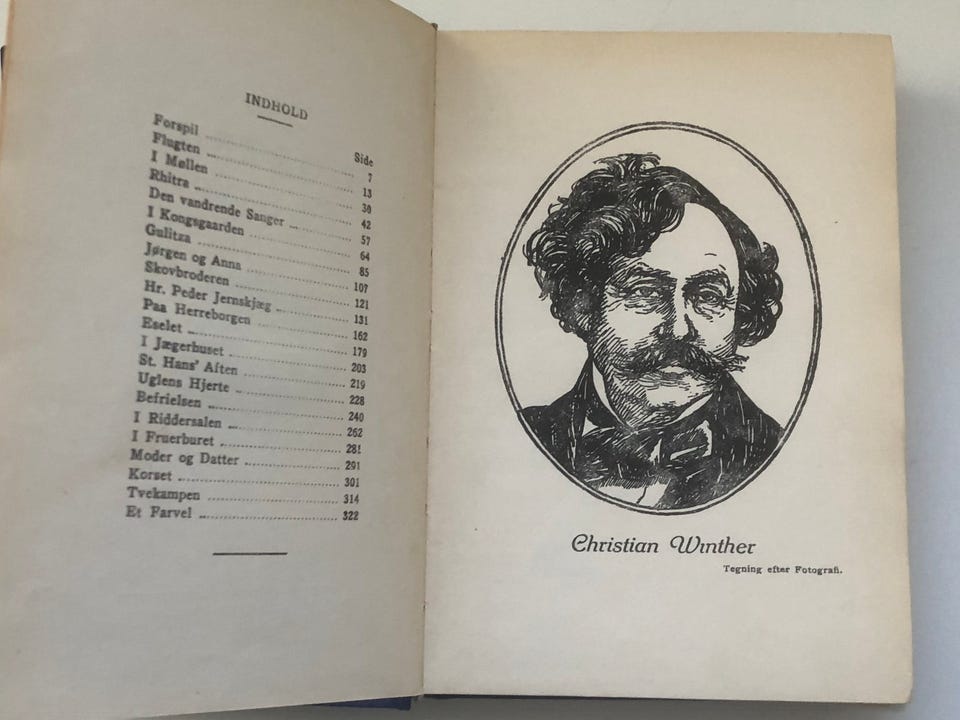 INDHOLD
Side
Forspil 7
Flugten 13
I Møllen 30
Rhitra 42
Den vandrende Sanger 57
I Kongsgaarden 64
Gulitza 85
Jørgen og Anna 107
Skovbroderen 121
Hr. Peder Jernskjæg 131
Paa Herreborgen 162
Eselet 179
I Jægerhuset 203
St. Hans' Aften 219
Uglens Hjerte 228
Befrielsen 240
I Riddersalen 262
I Fruerburet 281
Moder og Datter 291
Korset 301
Tvekampen 314
Et Farvel 322
Christian Winther
Tegning efter Fotografi.